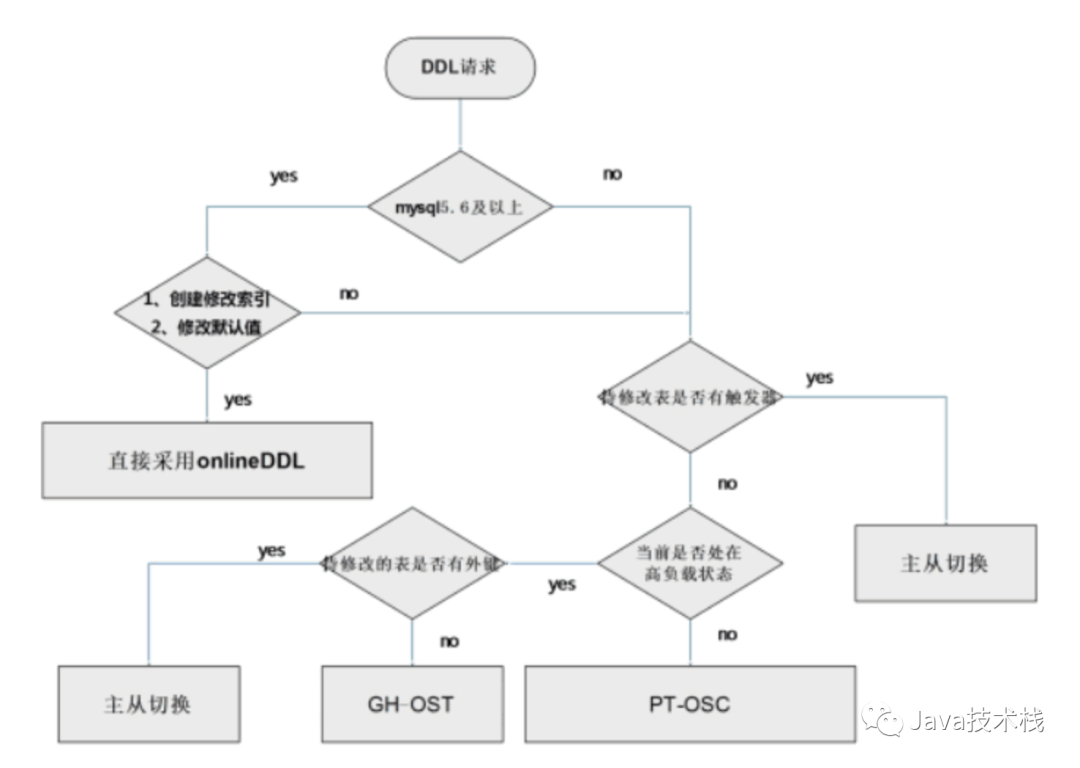 DDL请求
yes
no
mysql5.6及以上
1、创建修改索引
2、修改默认值
no
yes
直接采用onlineDDL
待修改表是否有触发器
yes
no
当前是否处在
高负载状态
yes
待修改的表是否有外键
yes
no
no
主从切换
主从切换
GH-OST
PT-OSC
Java技术栈